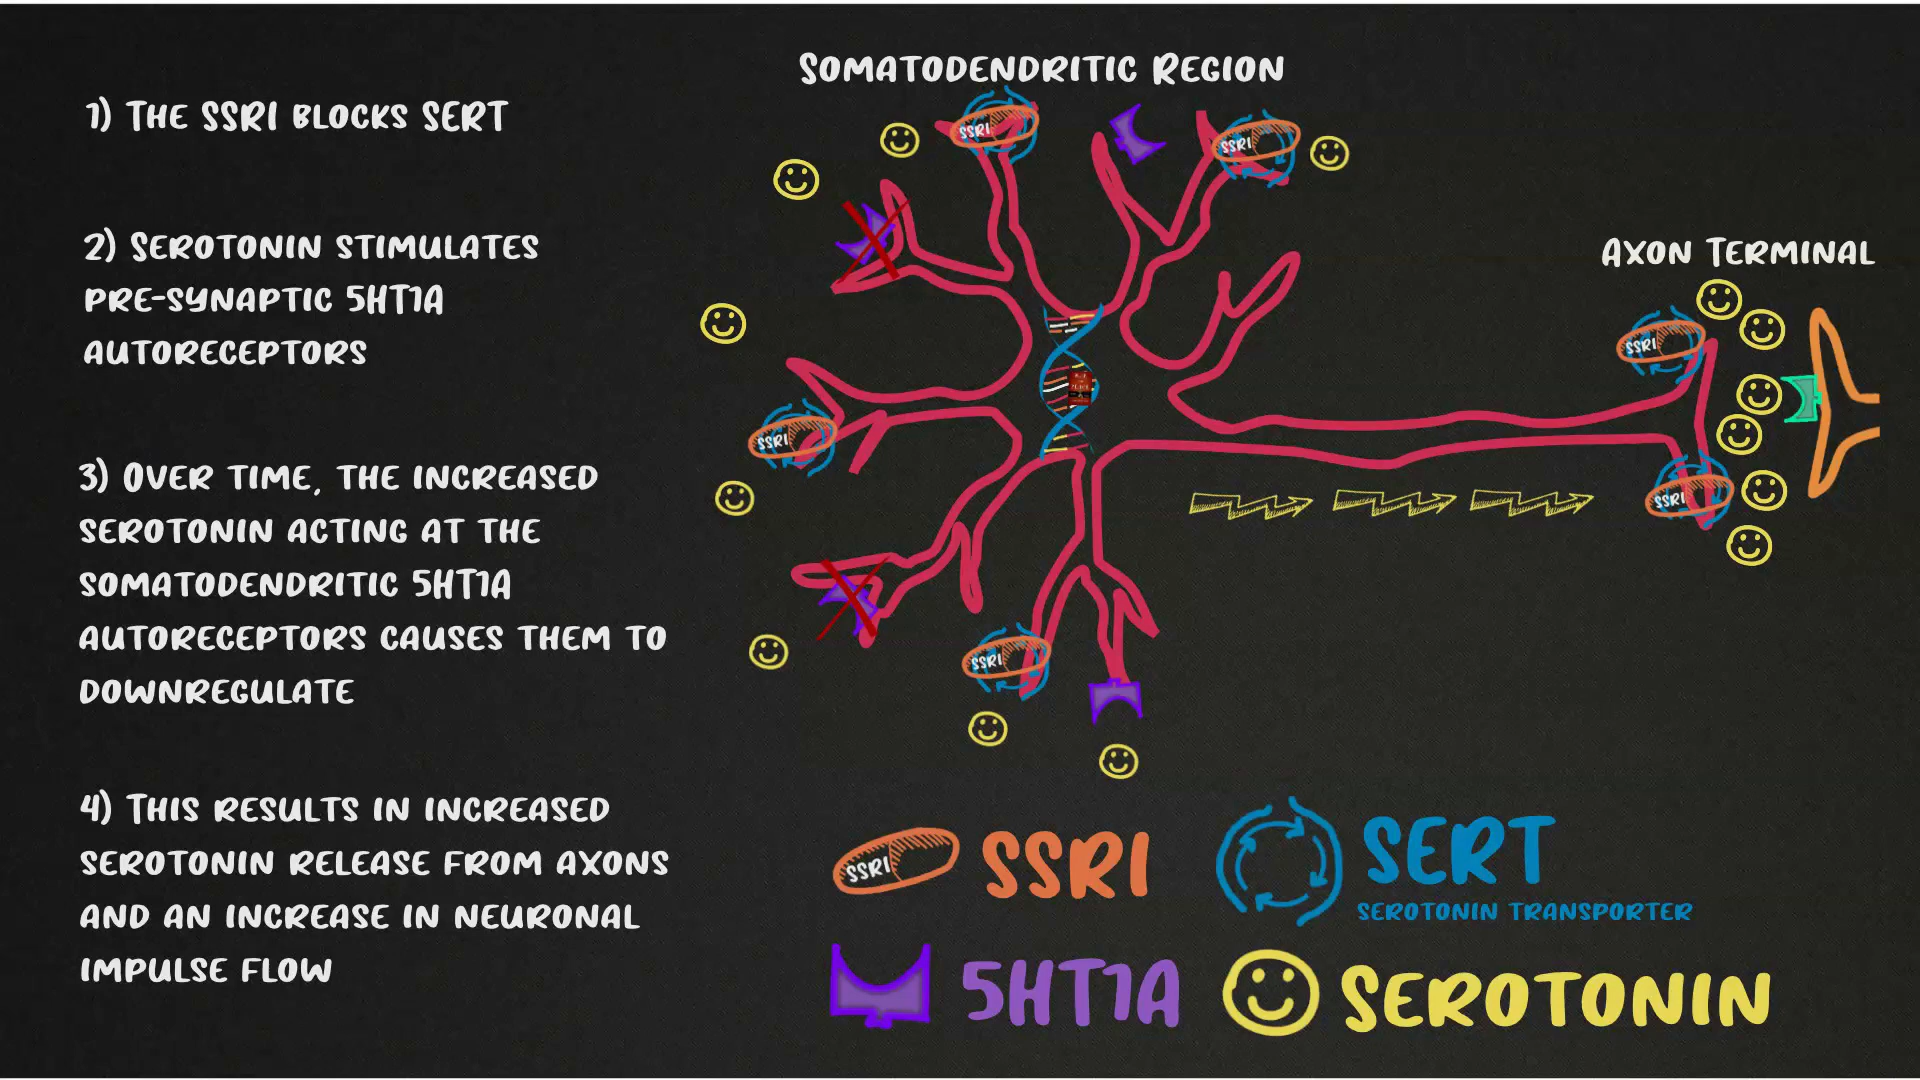 SOMATODENDRITIC REGION
1) THE SSRI BLOCKS SERT
2) SEROTONIN STIMULATES
PRE-SYNAPTIC 5HT1A
AUTORECEPTORS
3) OVER TIME, THE INCREASED
SEROTONIN ACTING AT THE
SOMATODENDRITIC 5HT1A
AUTORECEPTORS CAUSES THEM TO
DOWNREGULATE
4) THIS RESULTS IN INCREASED
SEROTONIN RELEASE FROM AXONS
AND AN INCREASE IN NEURONAL
IMPULSE FLOW
SSRI
SSRI
SSRI
SSRI
AXON TERMINAL
SSRI
SSRI
SSRI
SSRI
SERT
SEROTONIN TRANSPORTER
5HT1A
SEROTONIN